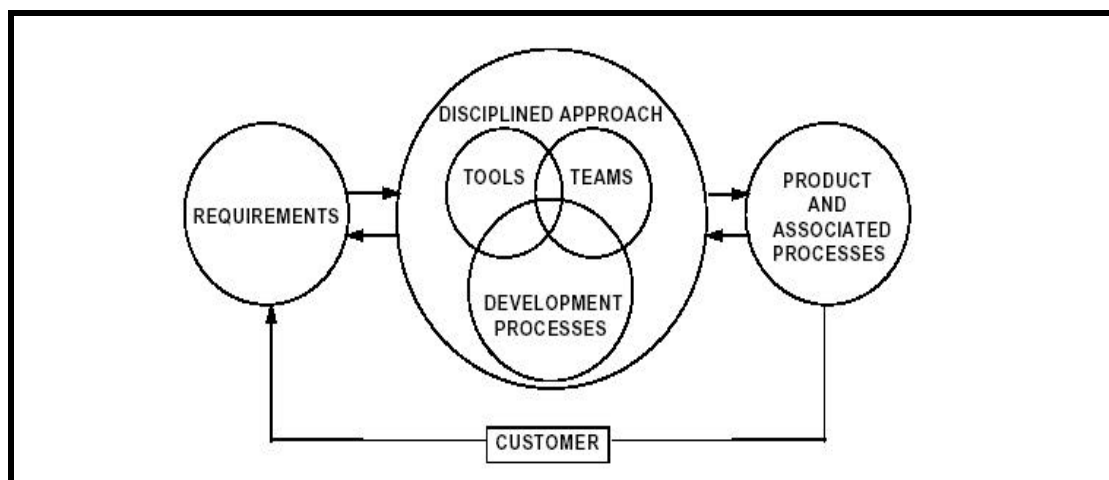 DISCIPLINED APPROACH
TOOLS
TEAMS
REQUIREMENTS
PRODUCT
AND
ASSOCIATED
PROCESSES
DEVELOPMENT
PROCESSES
CUSTOMER